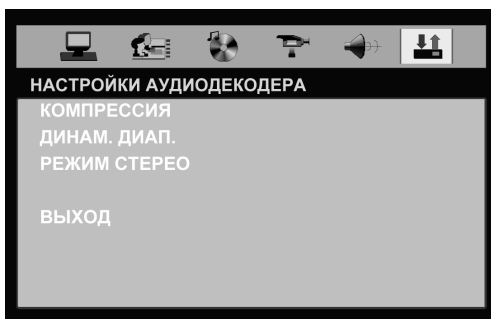 НАСТРОЙКИ АУДИОДЕКОДЕРА
КОМПРЕССИЯ
ДИНАМ. ДИАП.
РЕЖИМ СТЕРЕО
ВЫХОД